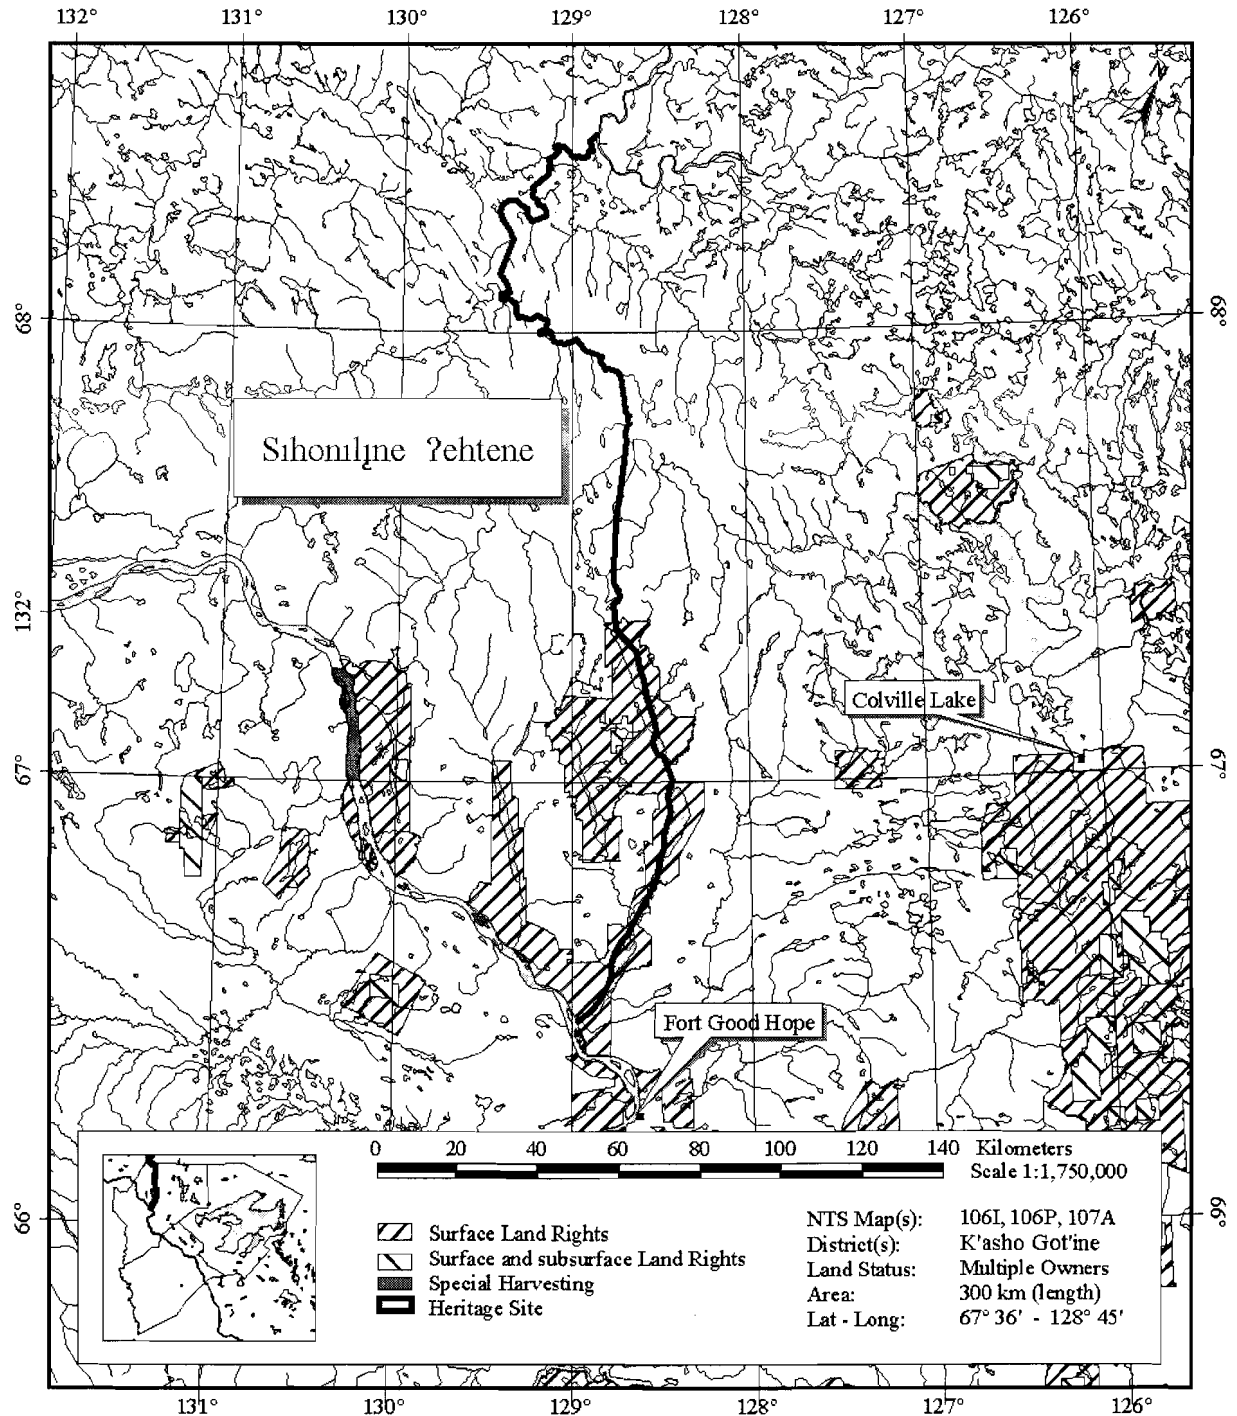 132° 131° 130° 129° 128° 127° 126°
68° 68°
Sıhonılı̨ne ʔehtene
132°
Colville Lake
67° 67°
Fort Good Hope
0 20 40 60 80 100 120 140 Kilometers
Scale 1:1,750,000
66° 66°
Surface Land Rights
Surface and subsurface Land Rights
Special Harvesting
Heritage Site
NTS Map(s): 106I, 106P, 107A
District(s): K'asho Got'ine
Land Status: Multiple Owners
Area: 300 km (length)
Lat - Long: 67° 36' - 128° 45'
131° 130° 129° 128° 127° 126°